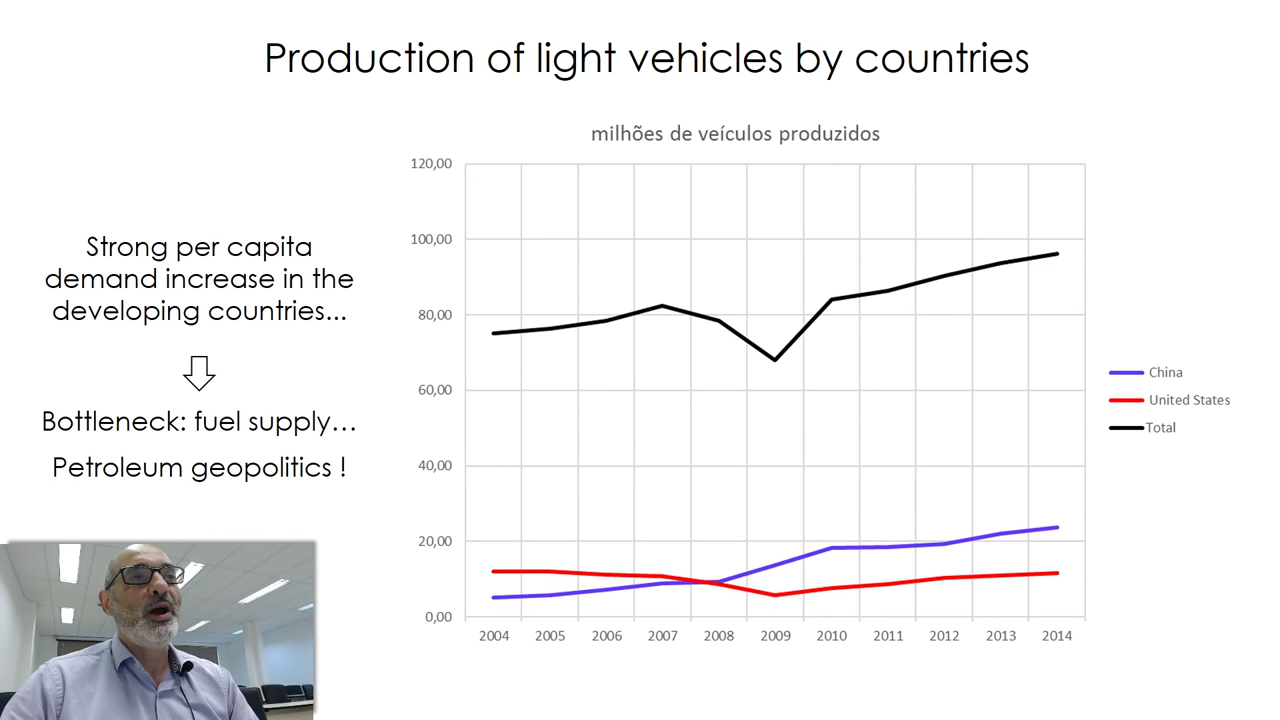 Production of light vehicles by countries
milhões de veículos produzidos
Strong per capita
demand increase in the
developing countries...
Bottleneck: fuel supply…
Petroleum geopolitics !
120,00
100,00
80,00
60,00
40,00
20,00
0,00
2004 2005 2006 2007 2008 2009 2010 2011 2012 2013 2014
China
United States
Total